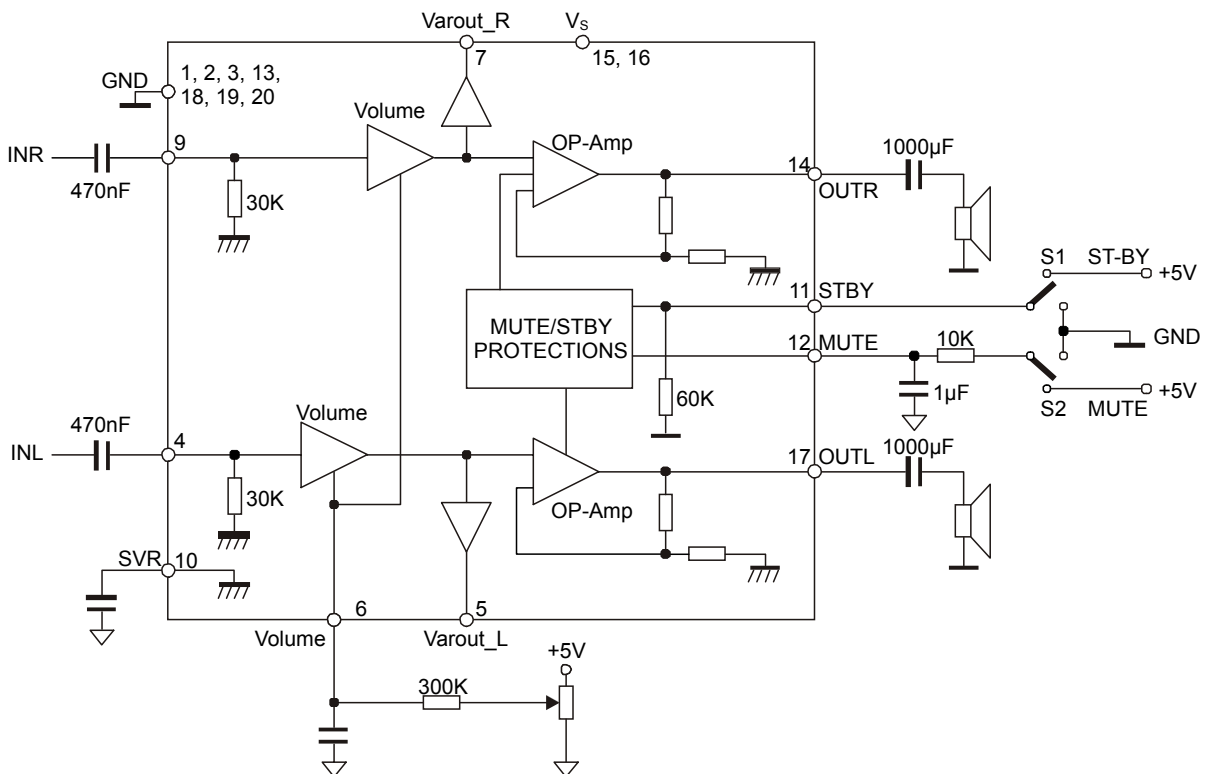 Varout_R
VS
7
15, 16
GND
1, 2, 3, 13,
18, 19, 20
Volume
OP-Amp
INR
9
470nF
30K
14
OUTR
1000µF
S1
ST-BY
+5V
11
STBY
MUTE/STBY
PROTECTIONS
12
MUTE
10K
GND
1µF
S2
MUTE
+5V
60K
Volume
470nF
INL
4
30K
17
OUTL
1000µF
OP-Amp
SVR
10
6
5
Volume
Varout_L
+5V
300K